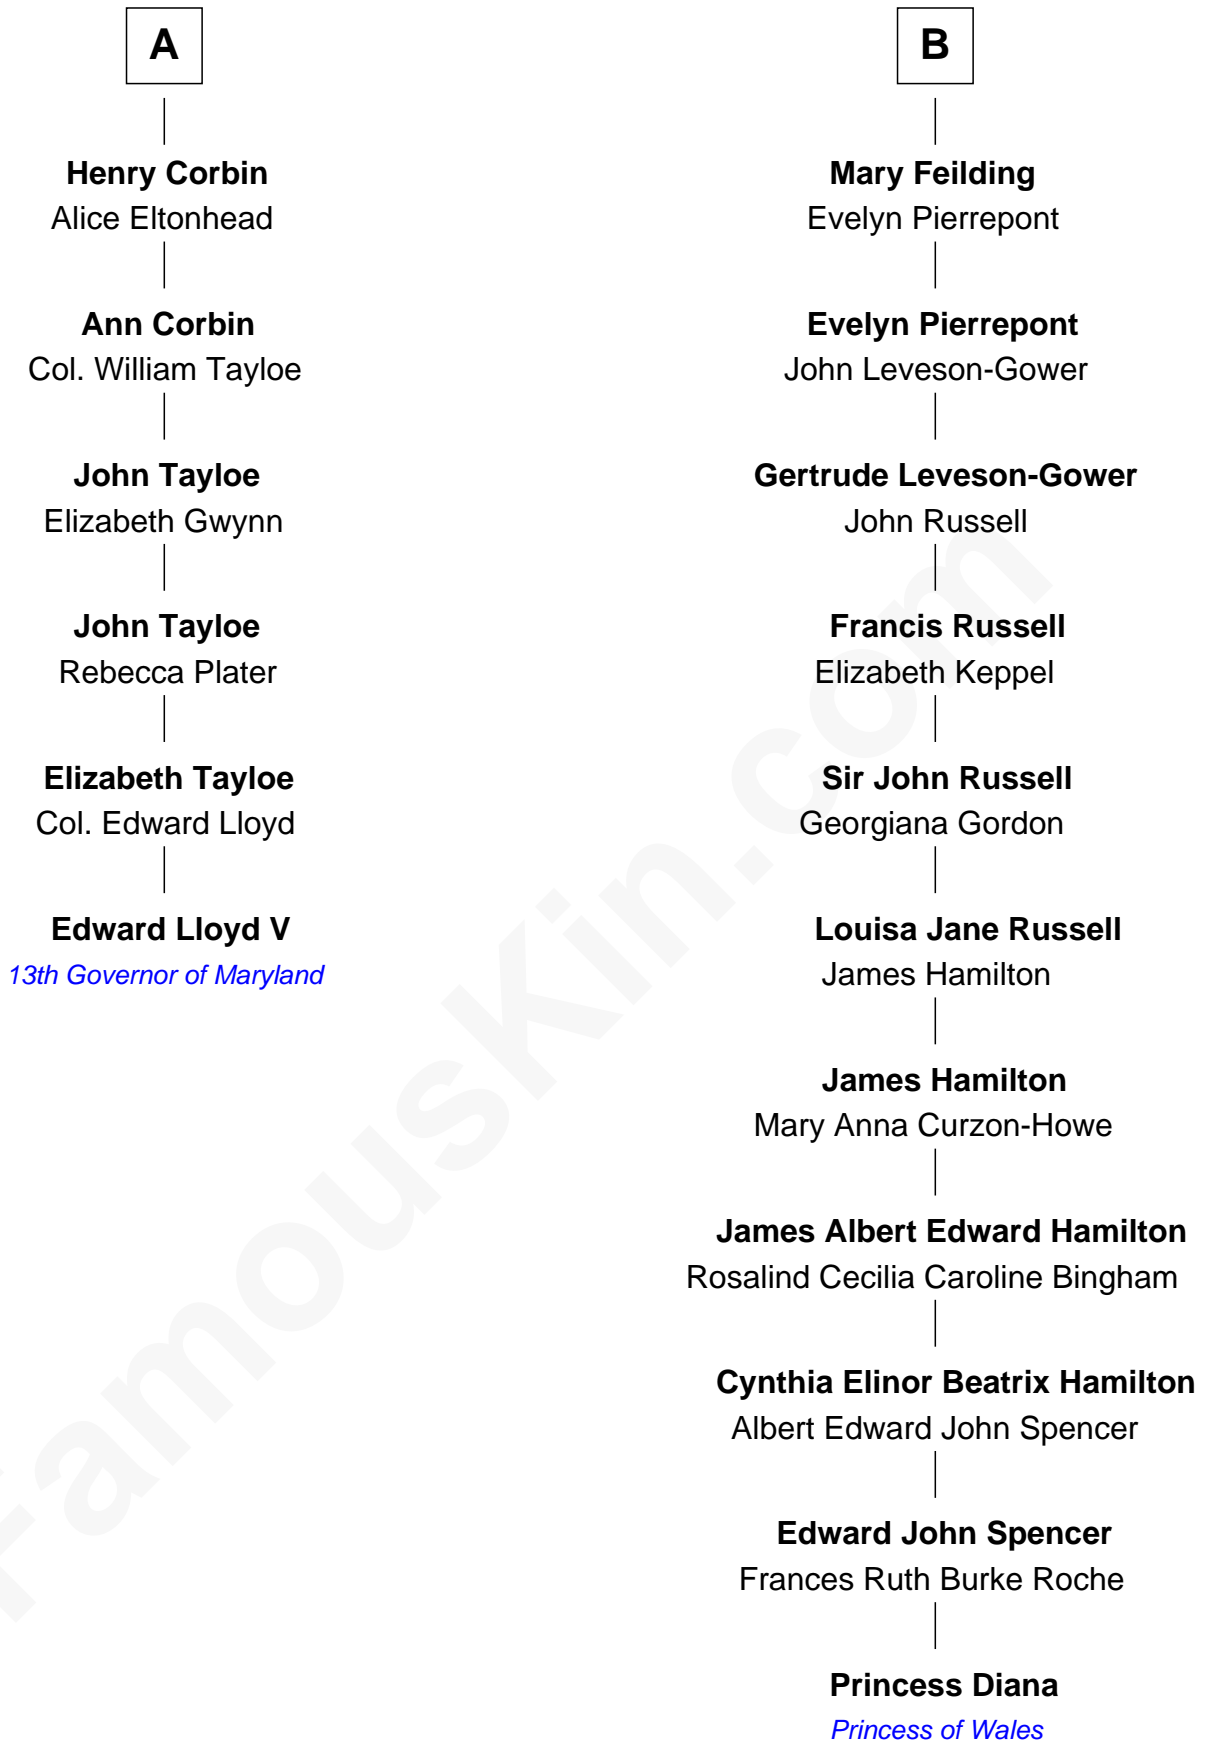 A
Henry Corbin
Alice Eltonhead
Ann Corbin
Col. William Tayloe
John Tayloe
Elizabeth Gwynn
John Tayloe
Rebecca Plater
Elizabeth Tayloe
Col. Edward Lloyd
Edward Lloyd V
13th Governor of Maryland
B
Mary Feilding
Evelyn Pierrepont
Evelyn Pierrepont
John Leveson-Gower
Gertrude Leveson-Gower
John Russell
Francis Russell
Elizabeth Keppel
Sir John Russell
Georgiana Gordon
Louisa Jane Russell
James Hamilton
James Hamilton
Mary Anna Curzon-Howe
James Albert Edward Hamilton
Rosalind Cecilia Caroline Bingham
Cynthia Elinor Beatrix Hamilton
Albert Edward John Spencer
Edward John Spencer
Frances Ruth Burke Roche
Princess Diana
Princess of Wales
FamousKin.com